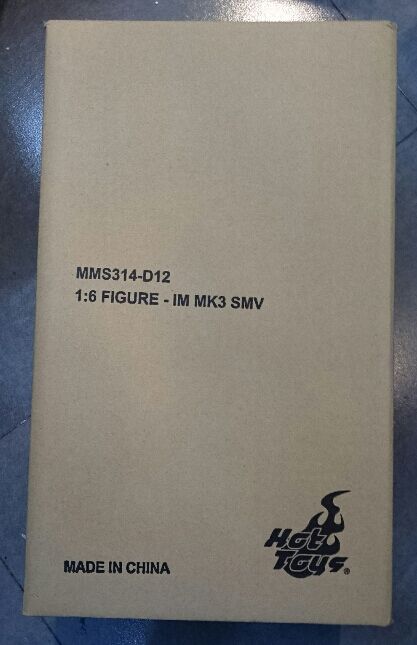 MMS314-D12
1:6 FIGURE - IM MK3 SMV
Hot
Toys®
MADE IN CHINA